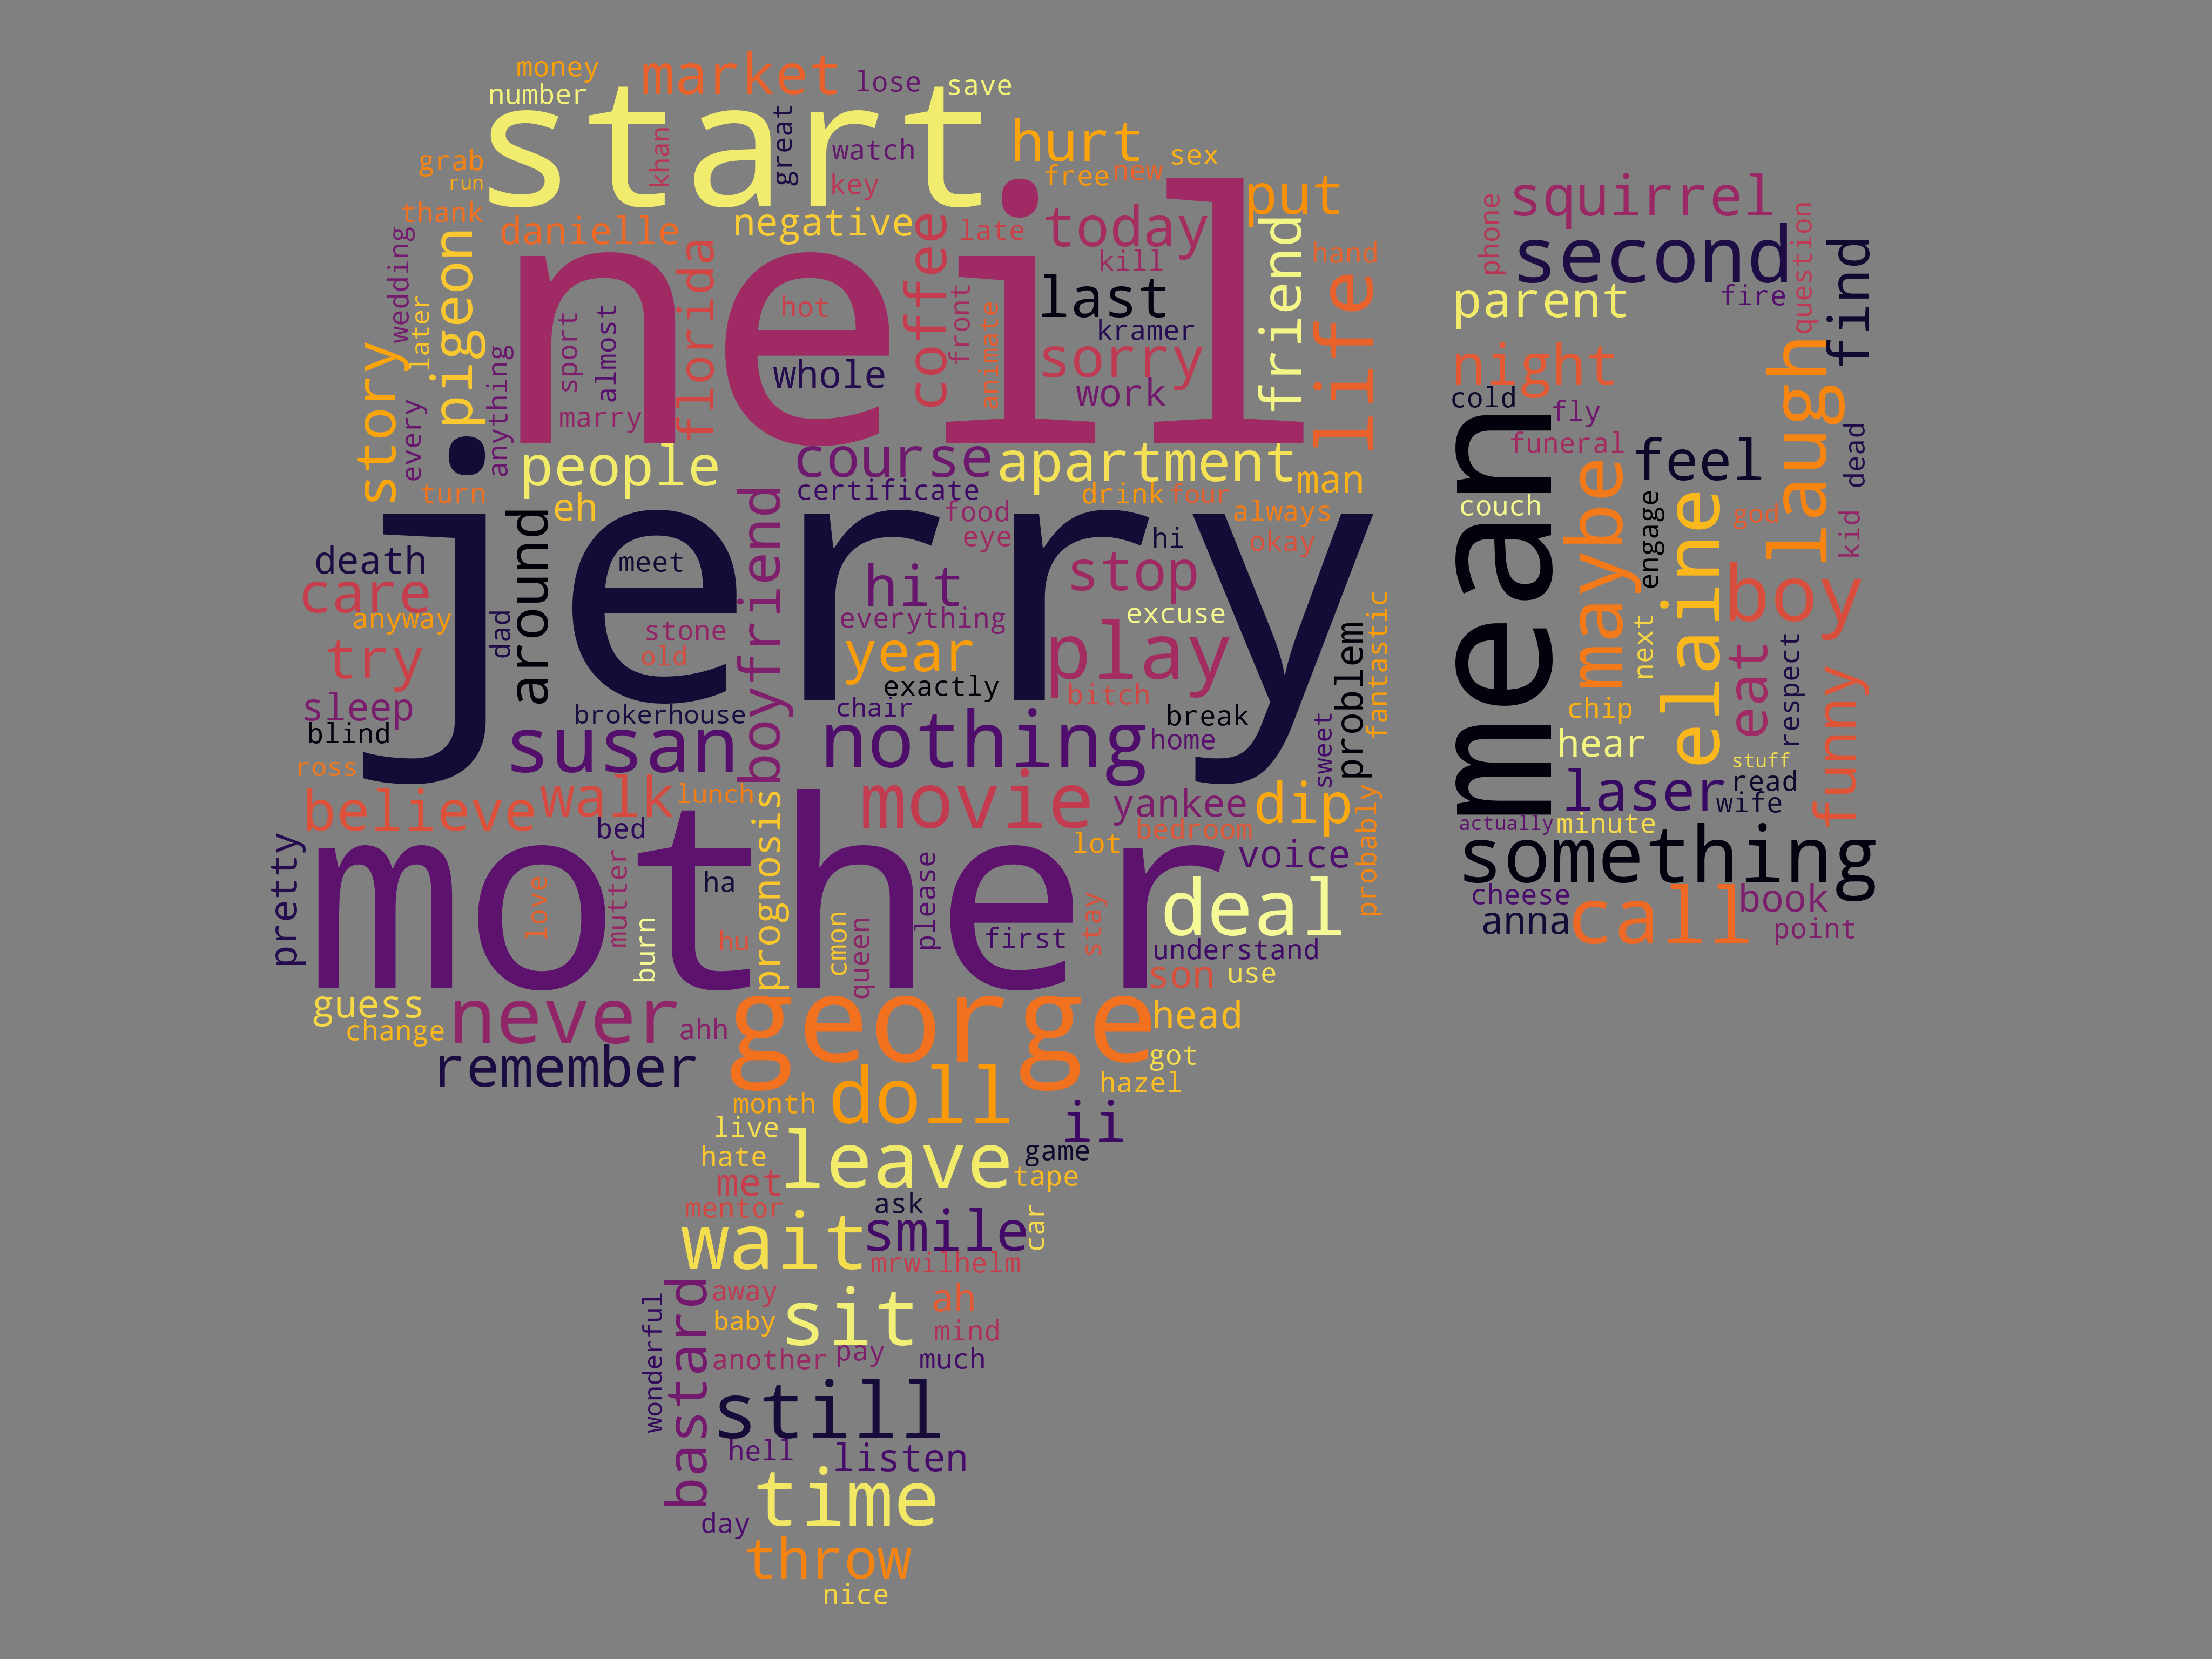 money
market
lose
save
number
start
khan
great
watch
key
hurt
free
new
sex
grab
run
thank
danielle
negative
put
squirrel
phone
second
question
find
parent
fire
wedding
later
pigeon
neil
florida
hot
coffee
late
today
kill
last
kramer
sorry
work
front
animate
friend
hand
life
story
every
anything
sport
almost
marry
whole
night
cold
fly
funeral
laugh
dead
turn
people
course
apartment
man
certificate
drink
four
always
eh
food
eye
hi
okay
mean
maybe
feel
couch
engage
god
kid
elaine
jerry
death
care
anyway
around
dad
meet
boyfriend
hit
stop
everything
excuse
stone
old
year
play
exactly
bitch
problem
fantastic
boy
next
eat
respect
funny
try
sleep
blind
ross
brokerhouse
susan
chair
nothing
break
home
sweet
chip
hear
stuff
read
wife
laser
actually
minute
something
believe
walk
lunch
movie
yankee
dip
bedroom
probably
bed
lot
voice
pretty
mother
love
mutter
burn
ha
hu
prognosis
cmon
queen
please
first
stay
deal
understand
son
use
cheese
anna
call
book
point
guess
change
never
ahh
george
head
remember
got
hazel
month
doll
ii
live
leave
game
hate
tape
met
mentor
ask
wait
smile
car
mrwilhelm
wonderful
bastard
away
baby
sit
ah
mind
another
pay
much
still
hell
listen
time
day
throw
nice